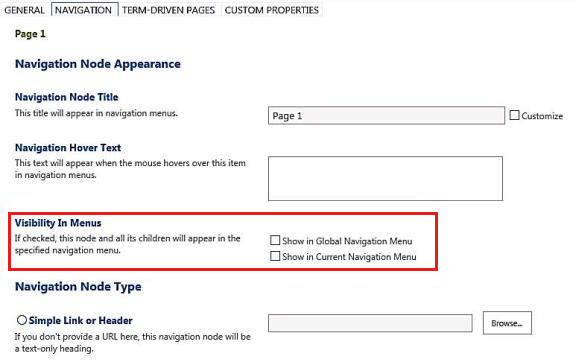 GENERAL NAVIGATION TERM-DRIVEN PAGES CUSTOM PROPERTIES
Page 1
Navigation Node Appearance
Navigation Node Title
This title will appear in navigation menus.
Page 1
Customize
Navigation Hover Text
This text will appear when the mouse hovers over this item
in navigation menus.
Visibility In Menus
If checked, this node and all its children will appear in the
specified navigation menu.
Show in Global Navigation Menu
Show in Current Navigation Menu
Navigation Node Type
Simple Link or Header
If you don't provide a URL here, this navigation node will be
a text-only heading.
Browse...